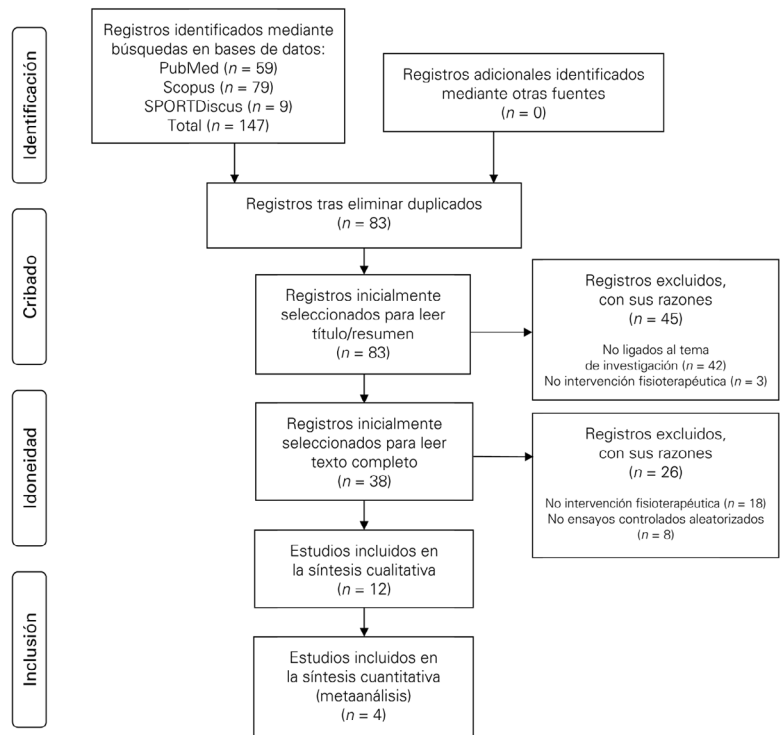 Identificación
Registros identificados mediante
búsquedas en bases de datos:
PubMed (n = 59)
Scopus (n = 79)
SPORTDiscus (n = 9)
Total (n = 147)
Registros adicionales identificados
mediante otras fuentes
(n = 0)
Registros tras eliminar duplicados
(n = 83)
Cribado
Registros inicialmente
seleccionados para leer
título/resumen
(n = 83)
Registros excluidos,
con sus razones
(n = 45)
No ligados al tema
de investigación (n = 42)
No intervención fisioterapéutica (n = 3)
Idoneidad
Registros inicialmente
seleccionados para leer
texto completo
(n = 38)
Registros excluidos,
con sus razones
(n = 26)
No intervención fisioterapéutica (n = 18)
No ensayos controlados aleatorizados
(n = 8)
Estudios incluidos en
la síntesis cualitativa
(n = 12)
Inclusión
Estudios incluidos en
la síntesis cuantitativa
(metaanálisis)
(n = 4)